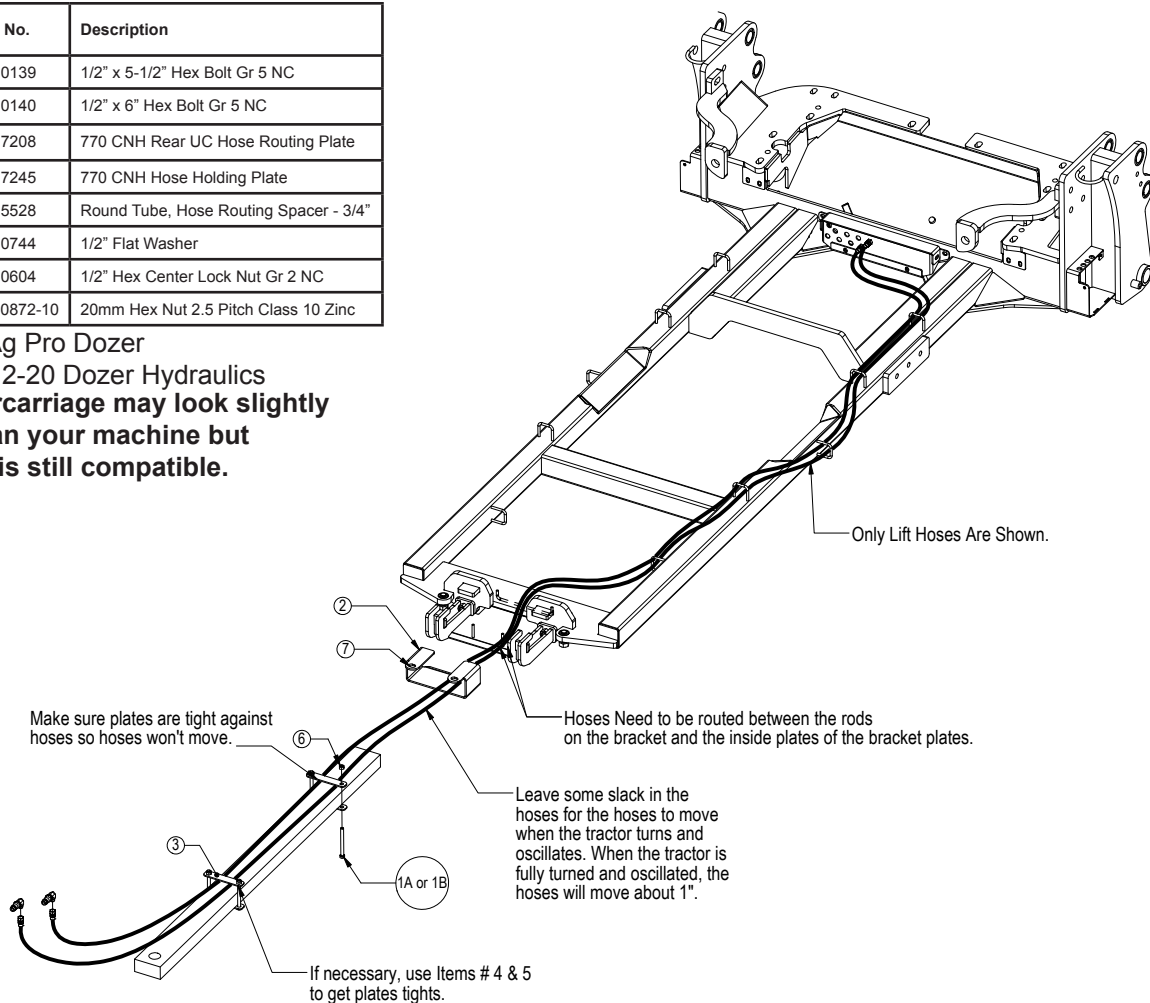 No. Description
0139 1/2" x 5-1/2" Hex Bolt Gr 5 NC
0140 1/2" x 6" Hex Bolt Gr 5 NC
7208 770 CNH Rear UC Hose Routing Plate
7245 770 CNH Hose Holding Plate
5528 Round Tube, Hose Routing Spacer - 3/4"
0744 1/2" Flat Washer
0604 1/2" Hex Center Lock Nut Gr 2 NC
0872-10 20mm Hex Nut 2.5 Pitch Class 10 Zinc
Ag Pro Dozer
2-20 Dozer Hydraulics
rcarriage may look slightly
an your machine but
is still compatible.
Only Lift Hoses Are Shown.
2
7
Hoses Need to be routed between the rods
on the bracket and the inside plates of the bracket plates.
Make sure plates are tight against
hoses so hoses won't move.
6
Leave some slack in the
hoses for the hoses to move
when the tractor turns and
oscillates. When the tractor is
fully turned and oscillated, the
hoses will move about 1".
3
1A or 1B
If necessary, use Items # 4 & 5
to get plates tights.